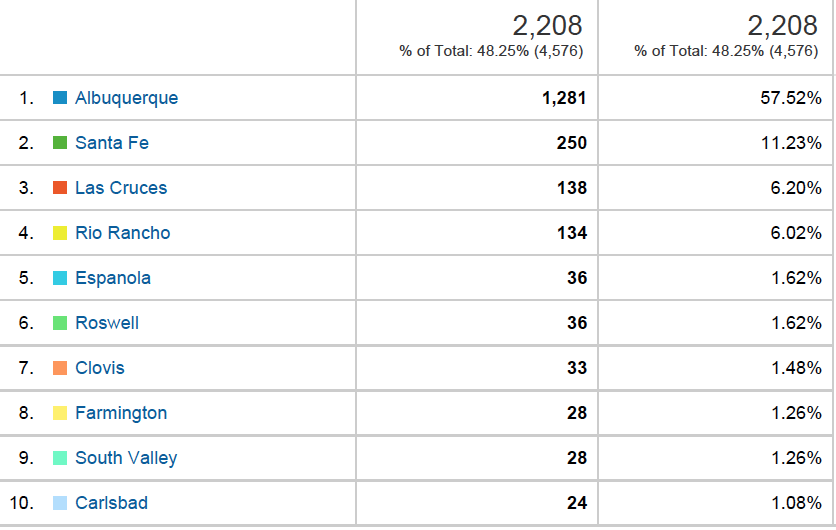 2,208 2,208
% of Total: 48.25% (4,576) % of Total: 48.25% (4,576)
1. Albuquerque 1,281 57.52%
2. Santa Fe 250 11.23%
3. Las Cruces 138 6.20%
4. Rio Rancho 134 6.02%
5. Espanola 36 1.62%
6. Roswell 36 1.62%
7. Clovis 33 1.48%
8. Farmington 28 1.26%
9. South Valley 28 1.26%
10. Carlsbad 24 1.08%